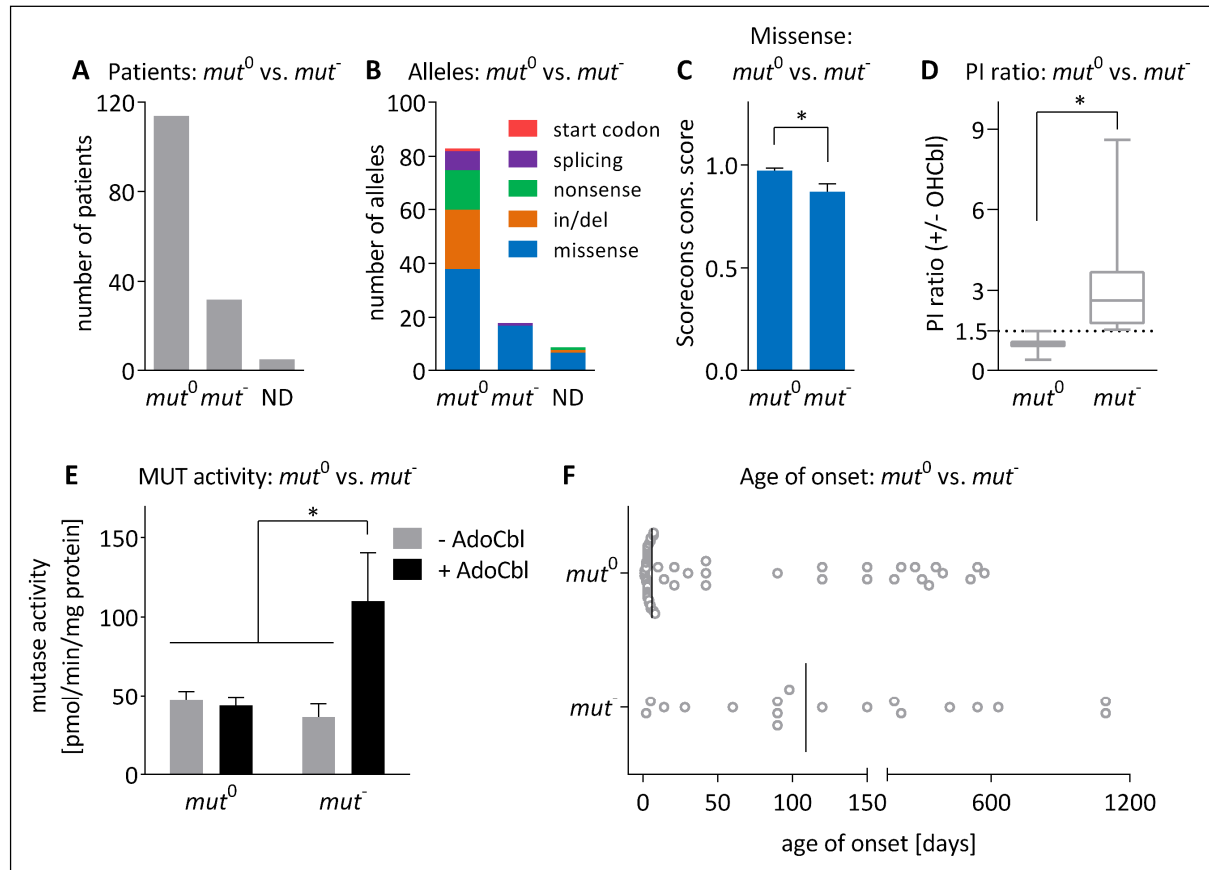 A Patients: mut⁰ vs. mut⁻
number of patients
120
80
40
0
mut⁰ mut⁻ ND
B Alleles: mut⁰ vs. mut⁻
number of alleles
100
80
60
40
20
0
start codon
splicing
nonsense
in/del
missense
mut⁰ mut⁻ ND
Missense:
C mut⁰ vs. mut⁻
Scorecons cons. score
1.0
0.5
0.0
*
mut⁰ mut⁻
D PI ratio: mut⁰ vs. mut⁻
PI ratio (+/- OHCbl)
9
6
3
1.5
0
*
mut⁰ mut⁻
E MUT activity: mut⁰ vs. mut⁻
mutase activity
[pmol/min/mg protein]
150
100
50
0
*
- AdoCbl
+ AdoCbl
mut⁰ mut⁻
F Age of onset: mut⁰ vs. mut⁻
mut⁰
mut⁻
0 50 100 150 600 1200
age of onset [days]